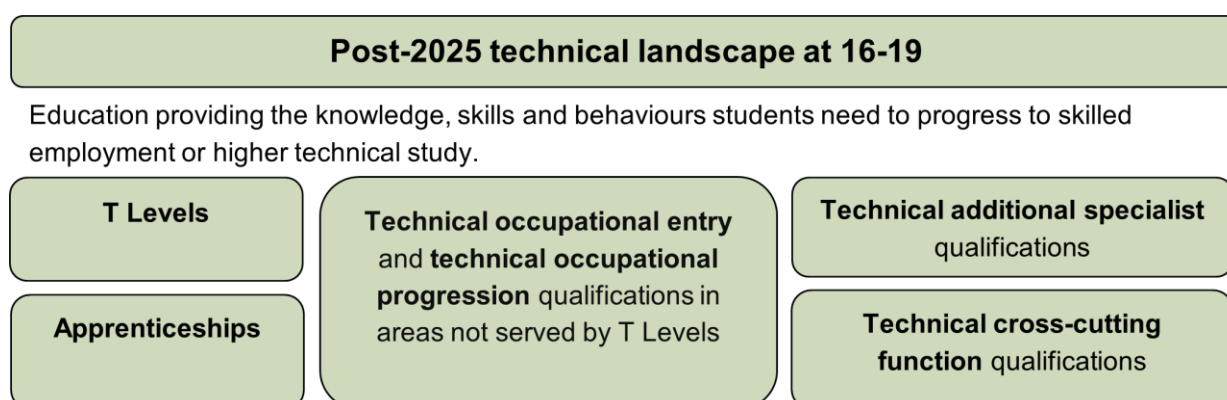 Post-2025 technical landscape at 16-19
Education providing the knowledge, skills and behaviours students need to progress to skilled
employment or higher technical study.
T Levels
Apprenticeships
Technical occupational entry
and technical occupational
progression qualifications in
areas not served by T Levels
Technical additional specialist
qualifications
Technical cross-cutting
function qualifications